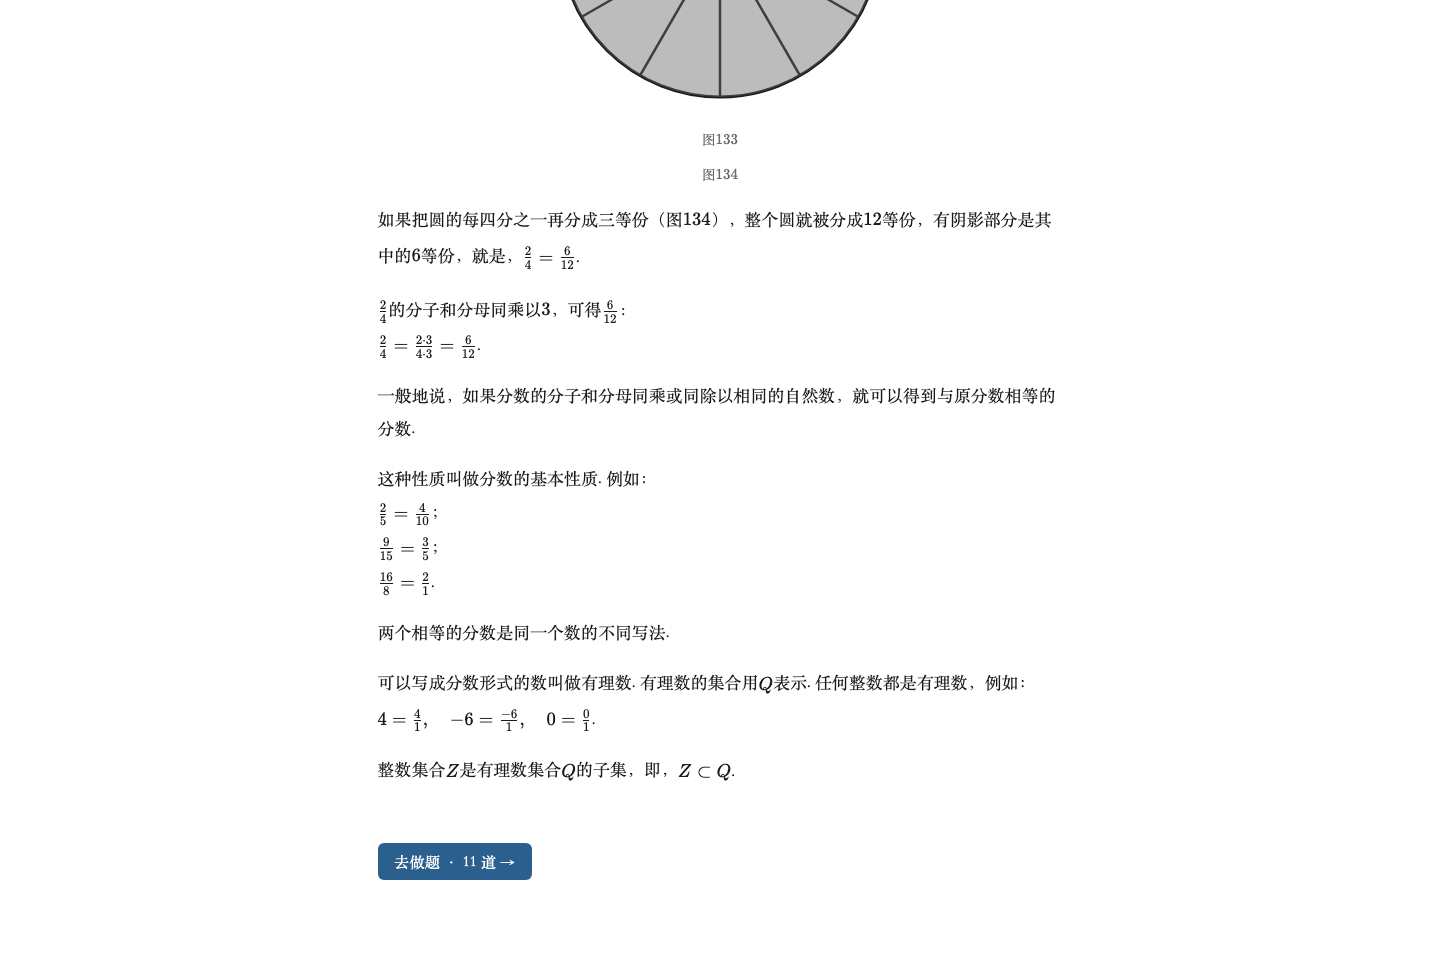 图133
图134
如果把圆的每四分之一再分成三等份（图134），整个圆就被分成12等份，有阴影部分是其
中的6等份，就是，2/4 = 6/12.
2/4的分子和分母同乘以3，可得6/12：
2/4 = 2·3/4·3 = 6/12.
一般地说，如果分数的分子和分母同乘或同除以相同的自然数，就可以得到与原分数相等的
分数.
这种性质叫做分数的基本性质. 例如：
2/5 = 4/10；
9/15 = 3/5；
16/8 = 2/1.
两个相等的分数是同一个数的不同写法.
可以写成分数形式的数叫做有理数. 有理数的集合用Q表示. 任何整数都是有理数，例如：
4 = 4/1, −6 = −6/1, 0 = 0/1.
整数集合Z是有理数集合Q的子集，即，Z ⊂ Q.
去做题 · 11 道 →